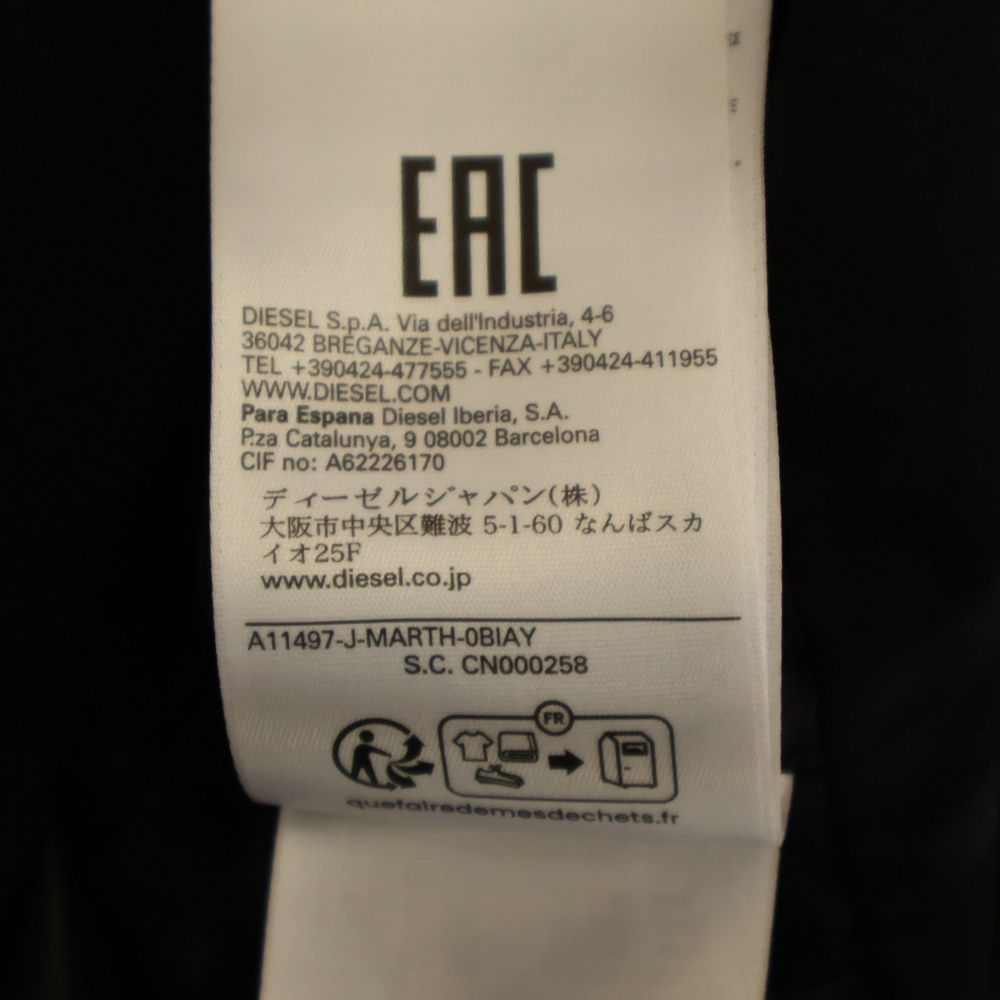 EAC
DIESEL S.p.A. Via dell'Industria, 4-6
36042 BREGANZE-VICENZA-ITALY
TEL +390424-477555 - FAX +390424-411955
WWW.DIESEL.COM
Para Espana Diesel Iberia, S.A.
P.za Catalunya, 9 08002 Barcelona
CIF no: A62226170
ディーゼルジャパン(株)
大阪市中央区難波 5-1-60 なんばスカ
イオ25F
www.diesel.co.jp
A11497-J-MARTH-0BIAY
S.C. CN000258
FR
quefairedemesdechets.fr